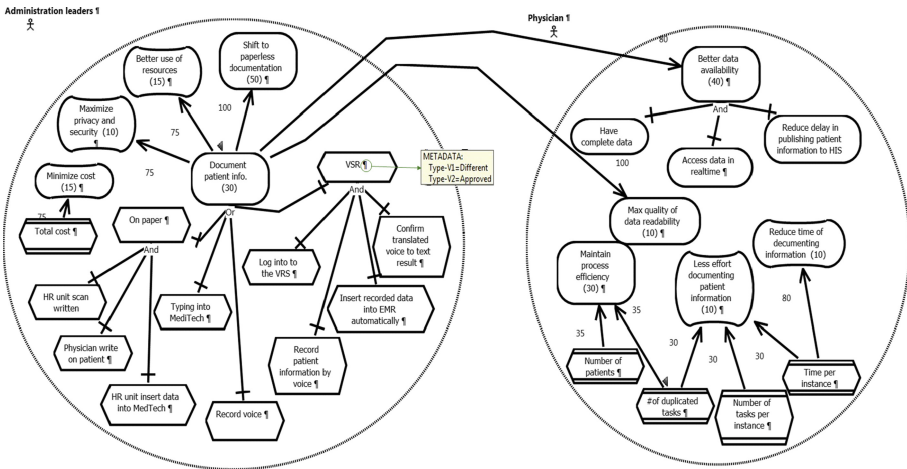 Administration leaders ¶
Physician ¶
Better use of
resources
(15) ¶
Shift to
paperless
documentation
(50) ¶
Maximize
privacy and
security (10)
¶
Minimize cost
(15) ¶
75
Total cost ¶
100
75
75
Document
patient info.
(30)
Or
On paper ¶
And
HR unit scan
written
Physician write
on patient ¶
HR unit insert data
into MedTech ¶
Typing into
MediTech ¶
Record voice ¶
VSR ¶
And
METADATA:
Type-V1=Different
Type-V2=Approved
Log into to
the VRS ¶
Record
patient
information by
voice ¶
Insert recorded data
into EMR
automatically ¶
Confirm
translated
voice to text
result ¶
80
Better data
availability
(40) ¶
And
Have
complete data
100
Access data in
realtime ¶
Reduce delay in
publishing patient
information to HIS ¶
Max quality of
data readability
(10) ¶
Maintain
process
efficiency
(30) ¶
Less effort
documenting
patient
information
(10) ¶
Reduce time of
decumenting
information (10) ¶
35
35
30
30
30
80
Number of
patients ¶
#of duplicated
tasks ¶
Number of
tasks per
instance ¶
Time per
instance ¶